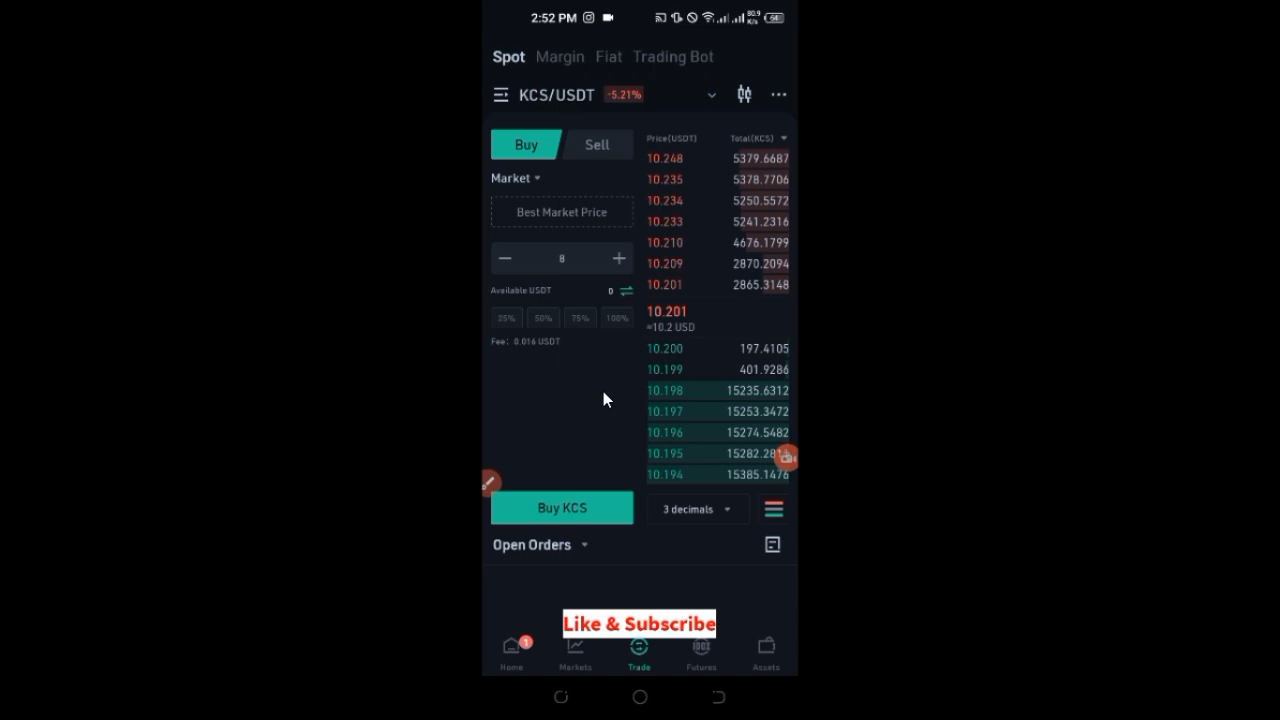 2:52 PM
80.9
K/s
64
Spot Margin Fiat Trading Bot
KCS/USDT -5.21%
Buy Sell
Market
Best Market Price
8
Available USDT 0
25% 50% 75% 100%
Fee: 0.016 USDT
Buy KCS
Price(USDT) Total(KCS)
10.248 5379.6687
10.235 5378.7706
10.234 5250.5572
10.233 5241.2316
10.210 4676.1799
10.209 2870.2094
10.201 2865.3148
10.201
≈10.2 USD
10.200 197.4105
10.199 401.9286
10.198 15235.6312
10.197 15253.3472
10.196 15274.5482
10.195
10.194 15385.1476
3 decimals
Open Orders
Like & Subscribe
1
Home Markets Trade Futures Assets